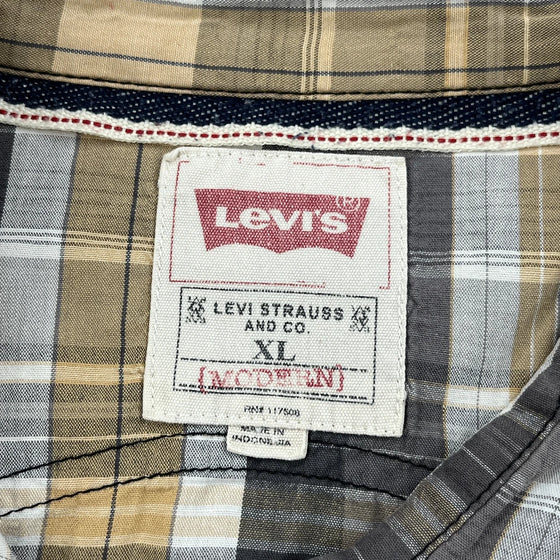 LEVI'S ®
LEVI STRAUSS
AND CO.
XL
[MODERN]
RN# 117508
MADE IN
INDONESIA